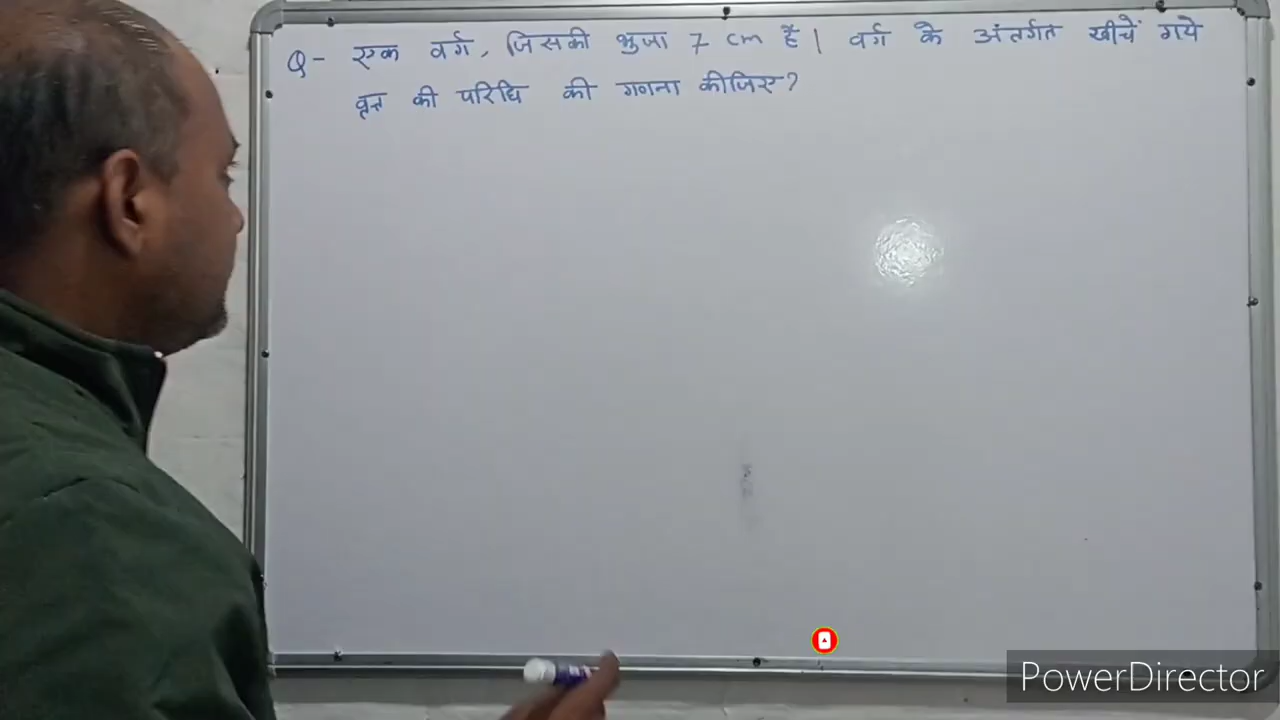 Q- एक वर्ग, जिसकी भुजा 7 cm है। वर्ग के अंतर्गत खीचें गये
वृत्त की परिधि की गणना कीजिए?
PowerDirector